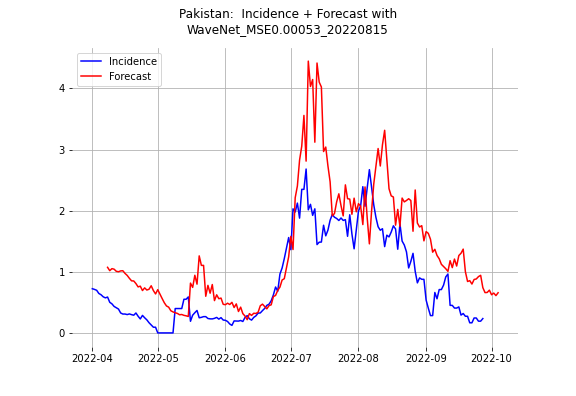 Pakistan:  Incidence + Forecast with
WaveNet_MSE0.00053_20220815
Incidence
Forecast
4
3
2
1
0
2022-04 2022-05 2022-06 2022-07 2022-08 2022-09 2022-10